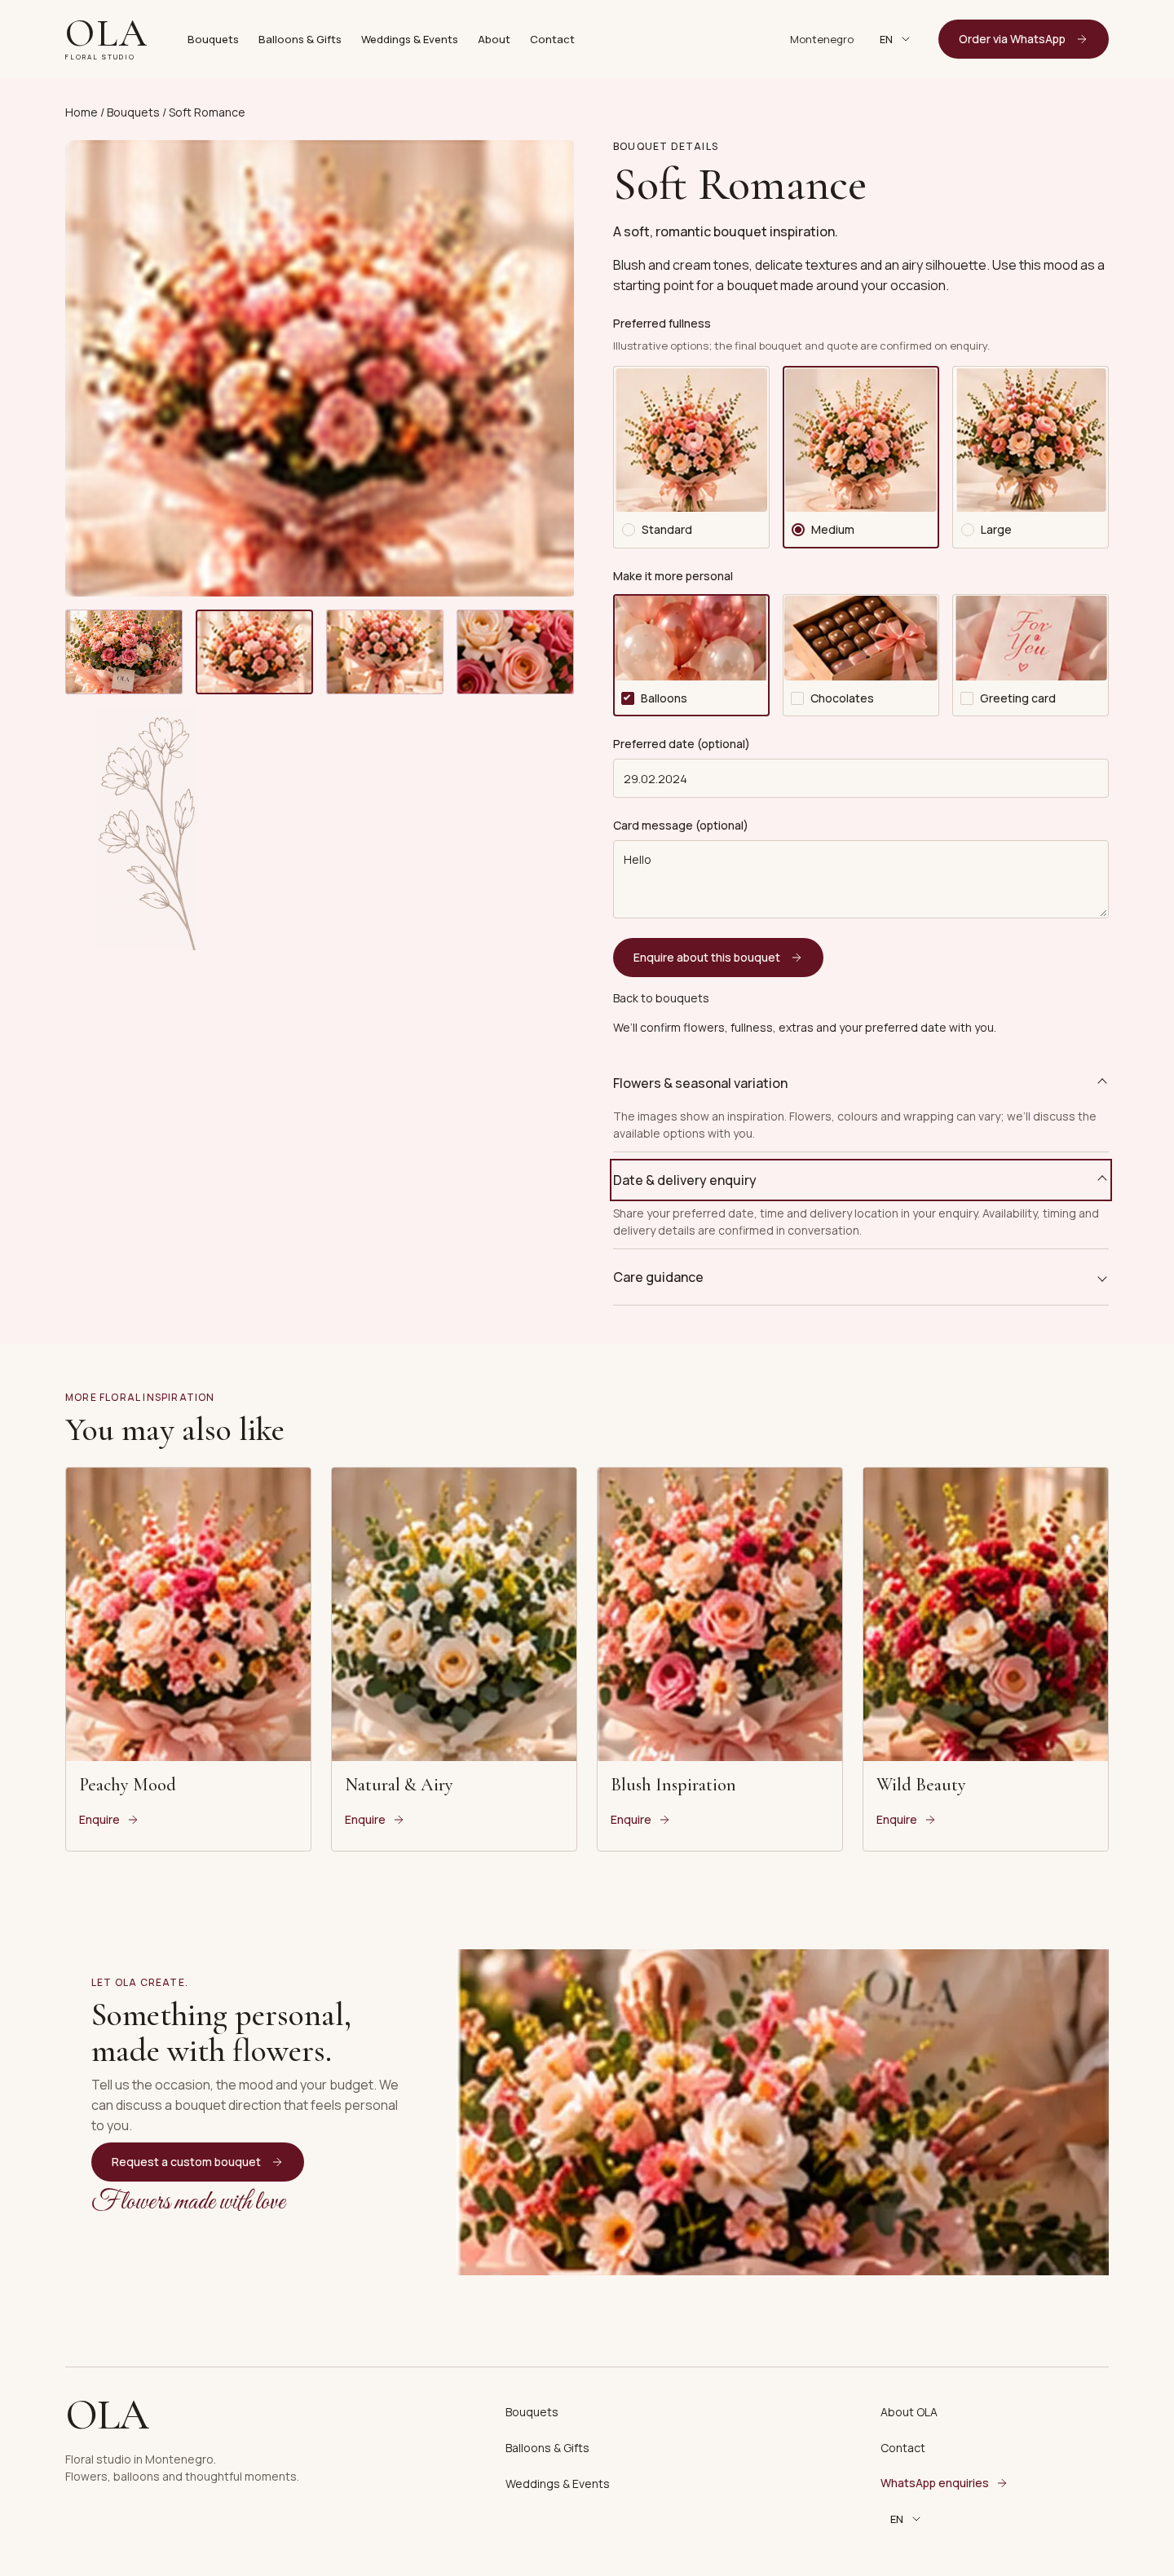 OLA
FLORAL STUDIO
Bouquets
Balloons & Gifts
Weddings & Events
About
Contact
Montenegro
EN
Order via WhatsApp
Home / Bouquets / Soft Romance
BOUQUET DETAILS
Soft Romance
A soft, romantic bouquet inspiration.
Blush and cream tones, delicate textures and an airy silhouette. Use this mood as a
starting point for a bouquet made around your occasion.
Preferred fullness
Illustrative options; the final bouquet and quote are confirmed on enquiry.
Standard
Medium
Large
Make it more personal
OLA
For
You
Balloons
Chocolates
Greeting card
Preferred date (optional)
29.02.2024
Card message (optional)
Hello
Enquire about this bouquet
Back to bouquets
We'll confirm flowers, fullness, extras and your preferred date with you.
Flowers & seasonal variation
The images show an inspiration. Flowers, colours and wrapping can vary; we'll discuss the
available options with you.
Date & delivery enquiry
Share your preferred date, time and delivery location in your enquiry. Availability, timing and
delivery details are confirmed in conversation.
Care guidance
MORE FLORAL INSPIRATION
You may also like
Peachy Mood
Enquire
Natural & Airy
Enquire
Blush Inspiration
Enquire
Wild Beauty
Enquire
LET OLA CREATE.
Something personal,
made with flowers.
Tell us the occasion, the mood and your budget. We
can discuss a bouquet direction that feels personal
to you.
Request a custom bouquet
Flowers made with love
OLA
OLA
Floral studio in Montenegro.
Flowers, balloons and thoughtful moments.
Bouquets
Balloons & Gifts
Weddings & Events
About OLA
Contact
WhatsApp enquiries
EN